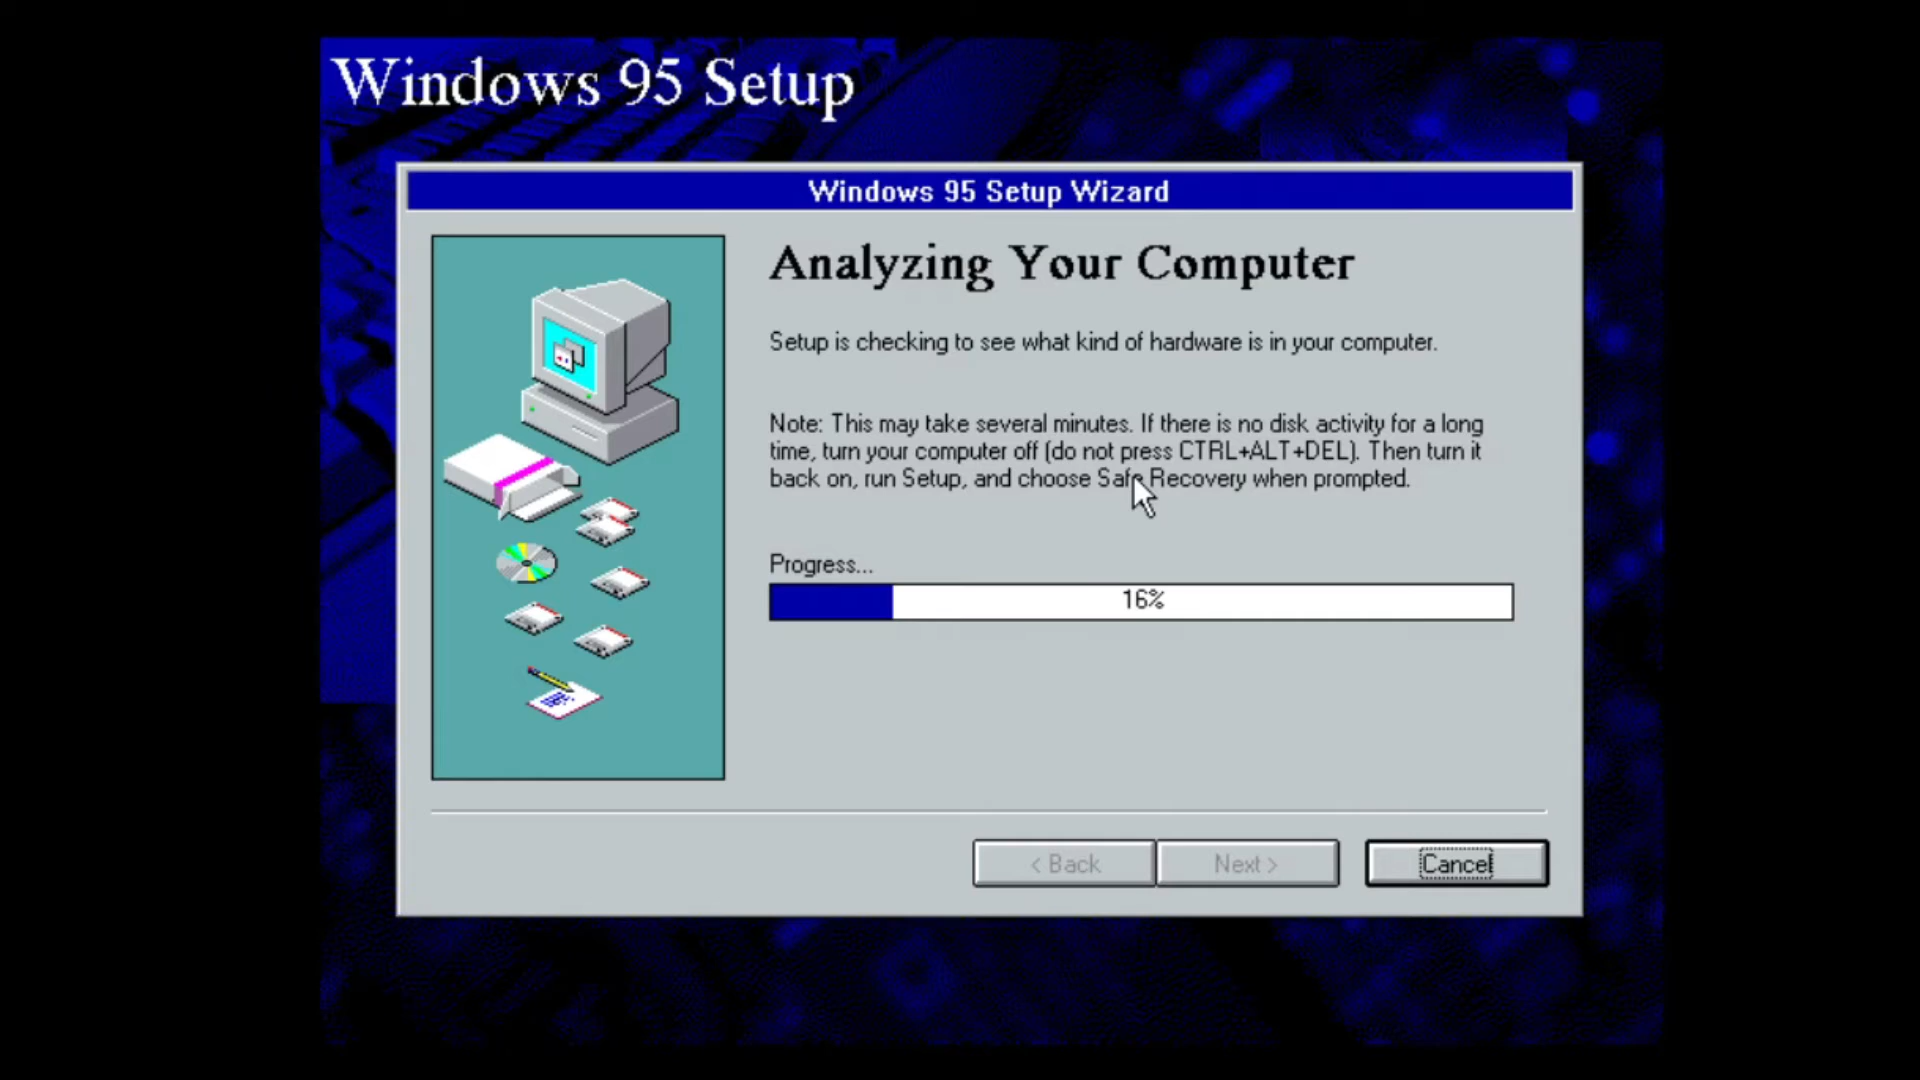 Windows 95 Setup
Windows 95 Setup Wizard
Analyzing Your Computer
Setup is checking to see what kind of hardware is in your computer.
Note: This may take several minutes. If there is no disk activity for a long
time, turn your computer off (do not press CTRL+ALT+DEL). Then turn it
back on, run Setup, and choose Safe Recovery when prompted.
Progress...
16%
< Back
Next >
Cancel